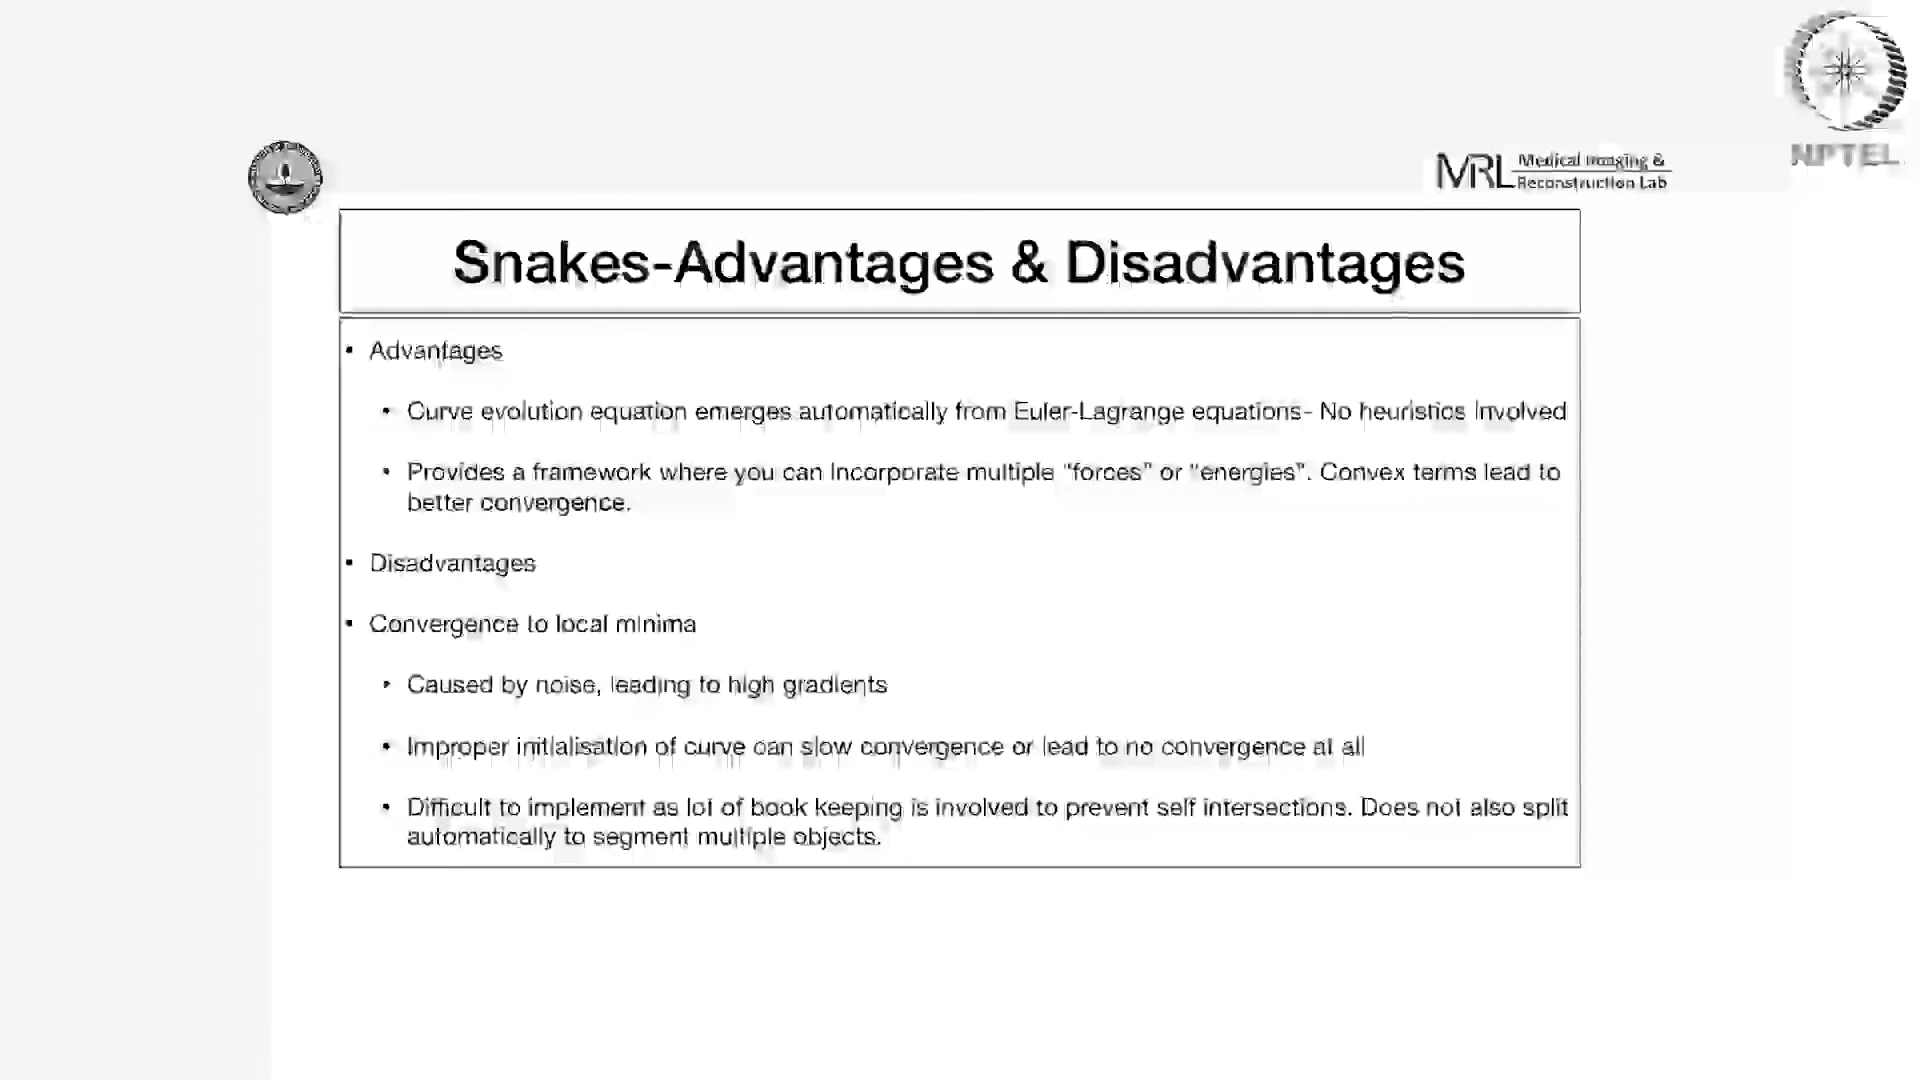 NPTEL
MRL Medical Imaging &
Reconstruction Lab
Snakes-Advantages & Disadvantages
• Advantages
• Curve evolution equation emerges automatically from Euler-Lagrange equations- No heuristics Involved
• Provides a framework where you can Incorporate multiple "forces" or "energies". Convex terms lead to
better convergence.
• Disadvantages
• Convergence to local minima
• Caused by noise, leading to high gradients
• Improper initialisation of curve can slow convergence or lead to no convergence at all
• Difficult to implement as lot of book keeping is involved to prevent self intersections. Does not also split
automatically to segment multiple objects.